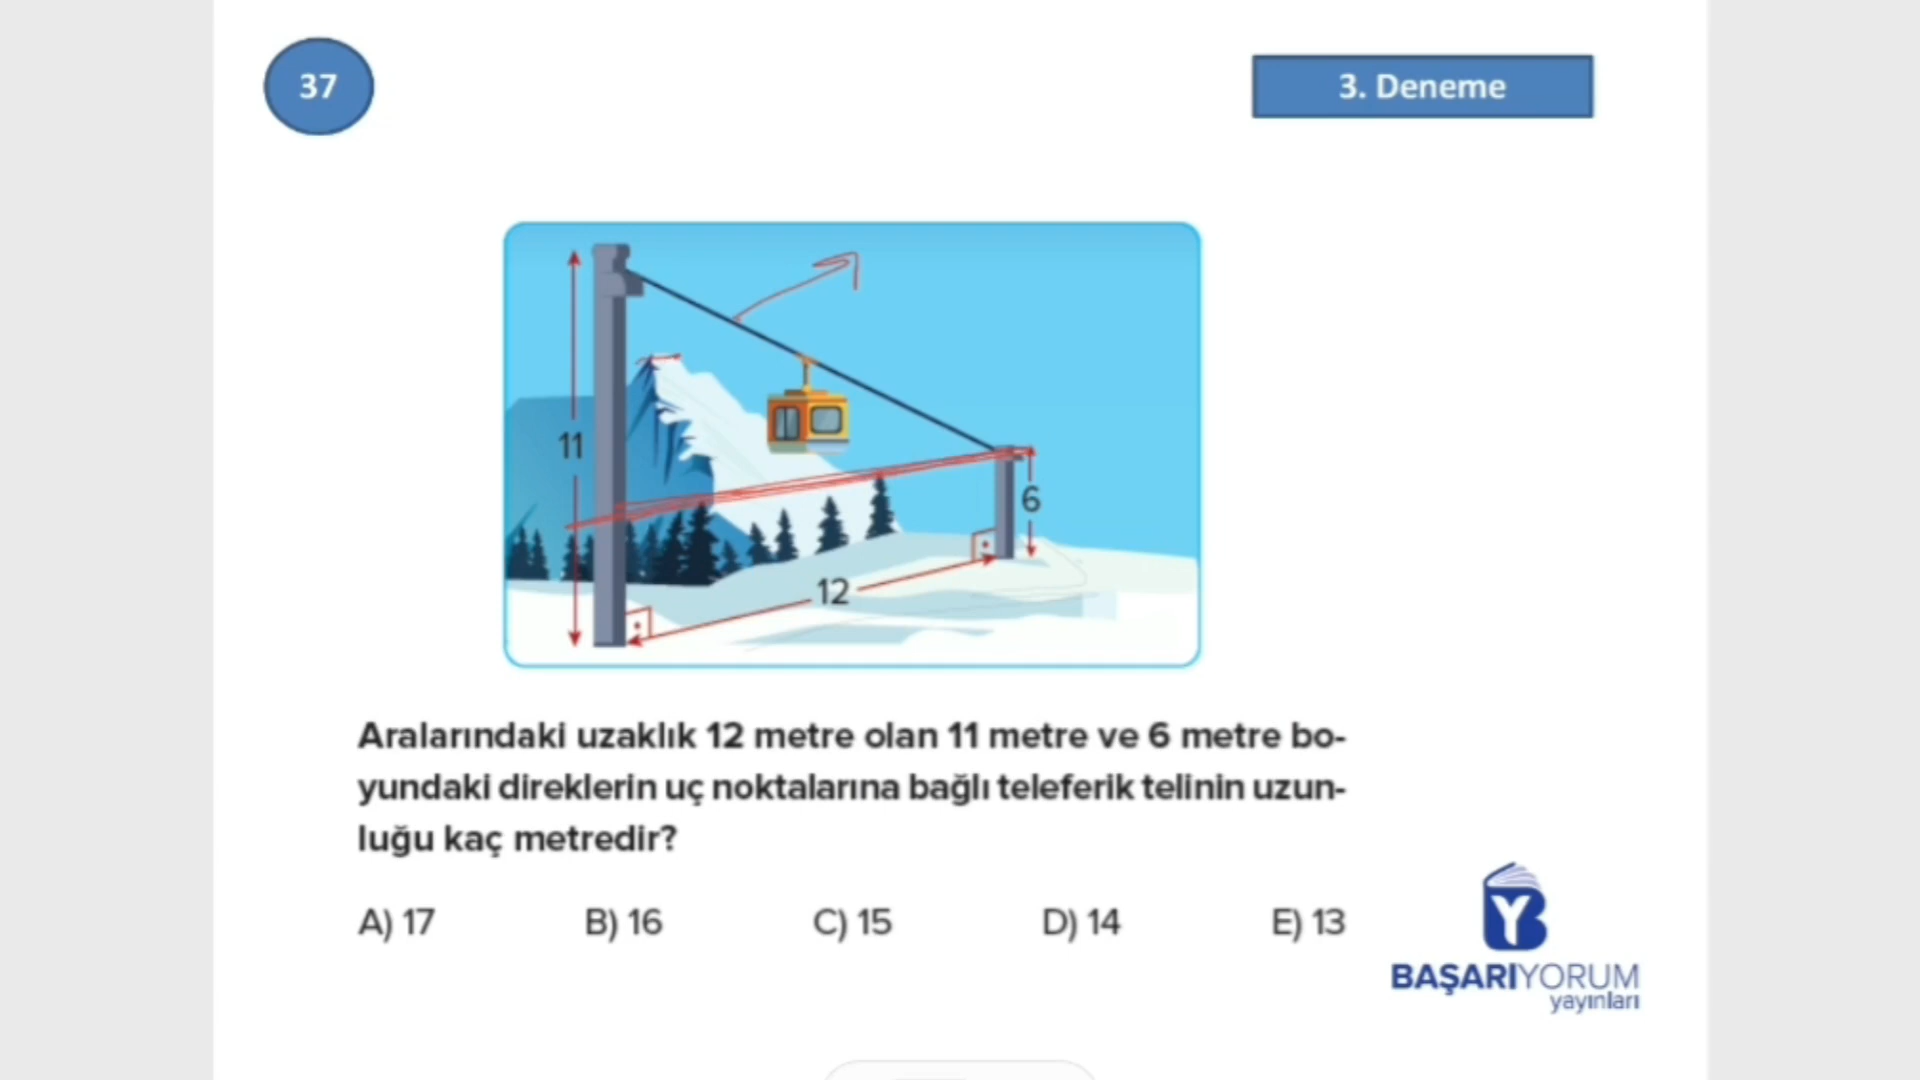 37
3. Deneme
11
6
12
Aralarındaki uzaklık 12 metre olan 11 metre ve 6 metre bo-
yundaki direklerin uç noktalarına bağlı teleferik telinin uzun-
luğu kaç metredir?
A) 17 B) 16 C) 15 D) 14 E) 13
BAŞARIYORUM
yayınları